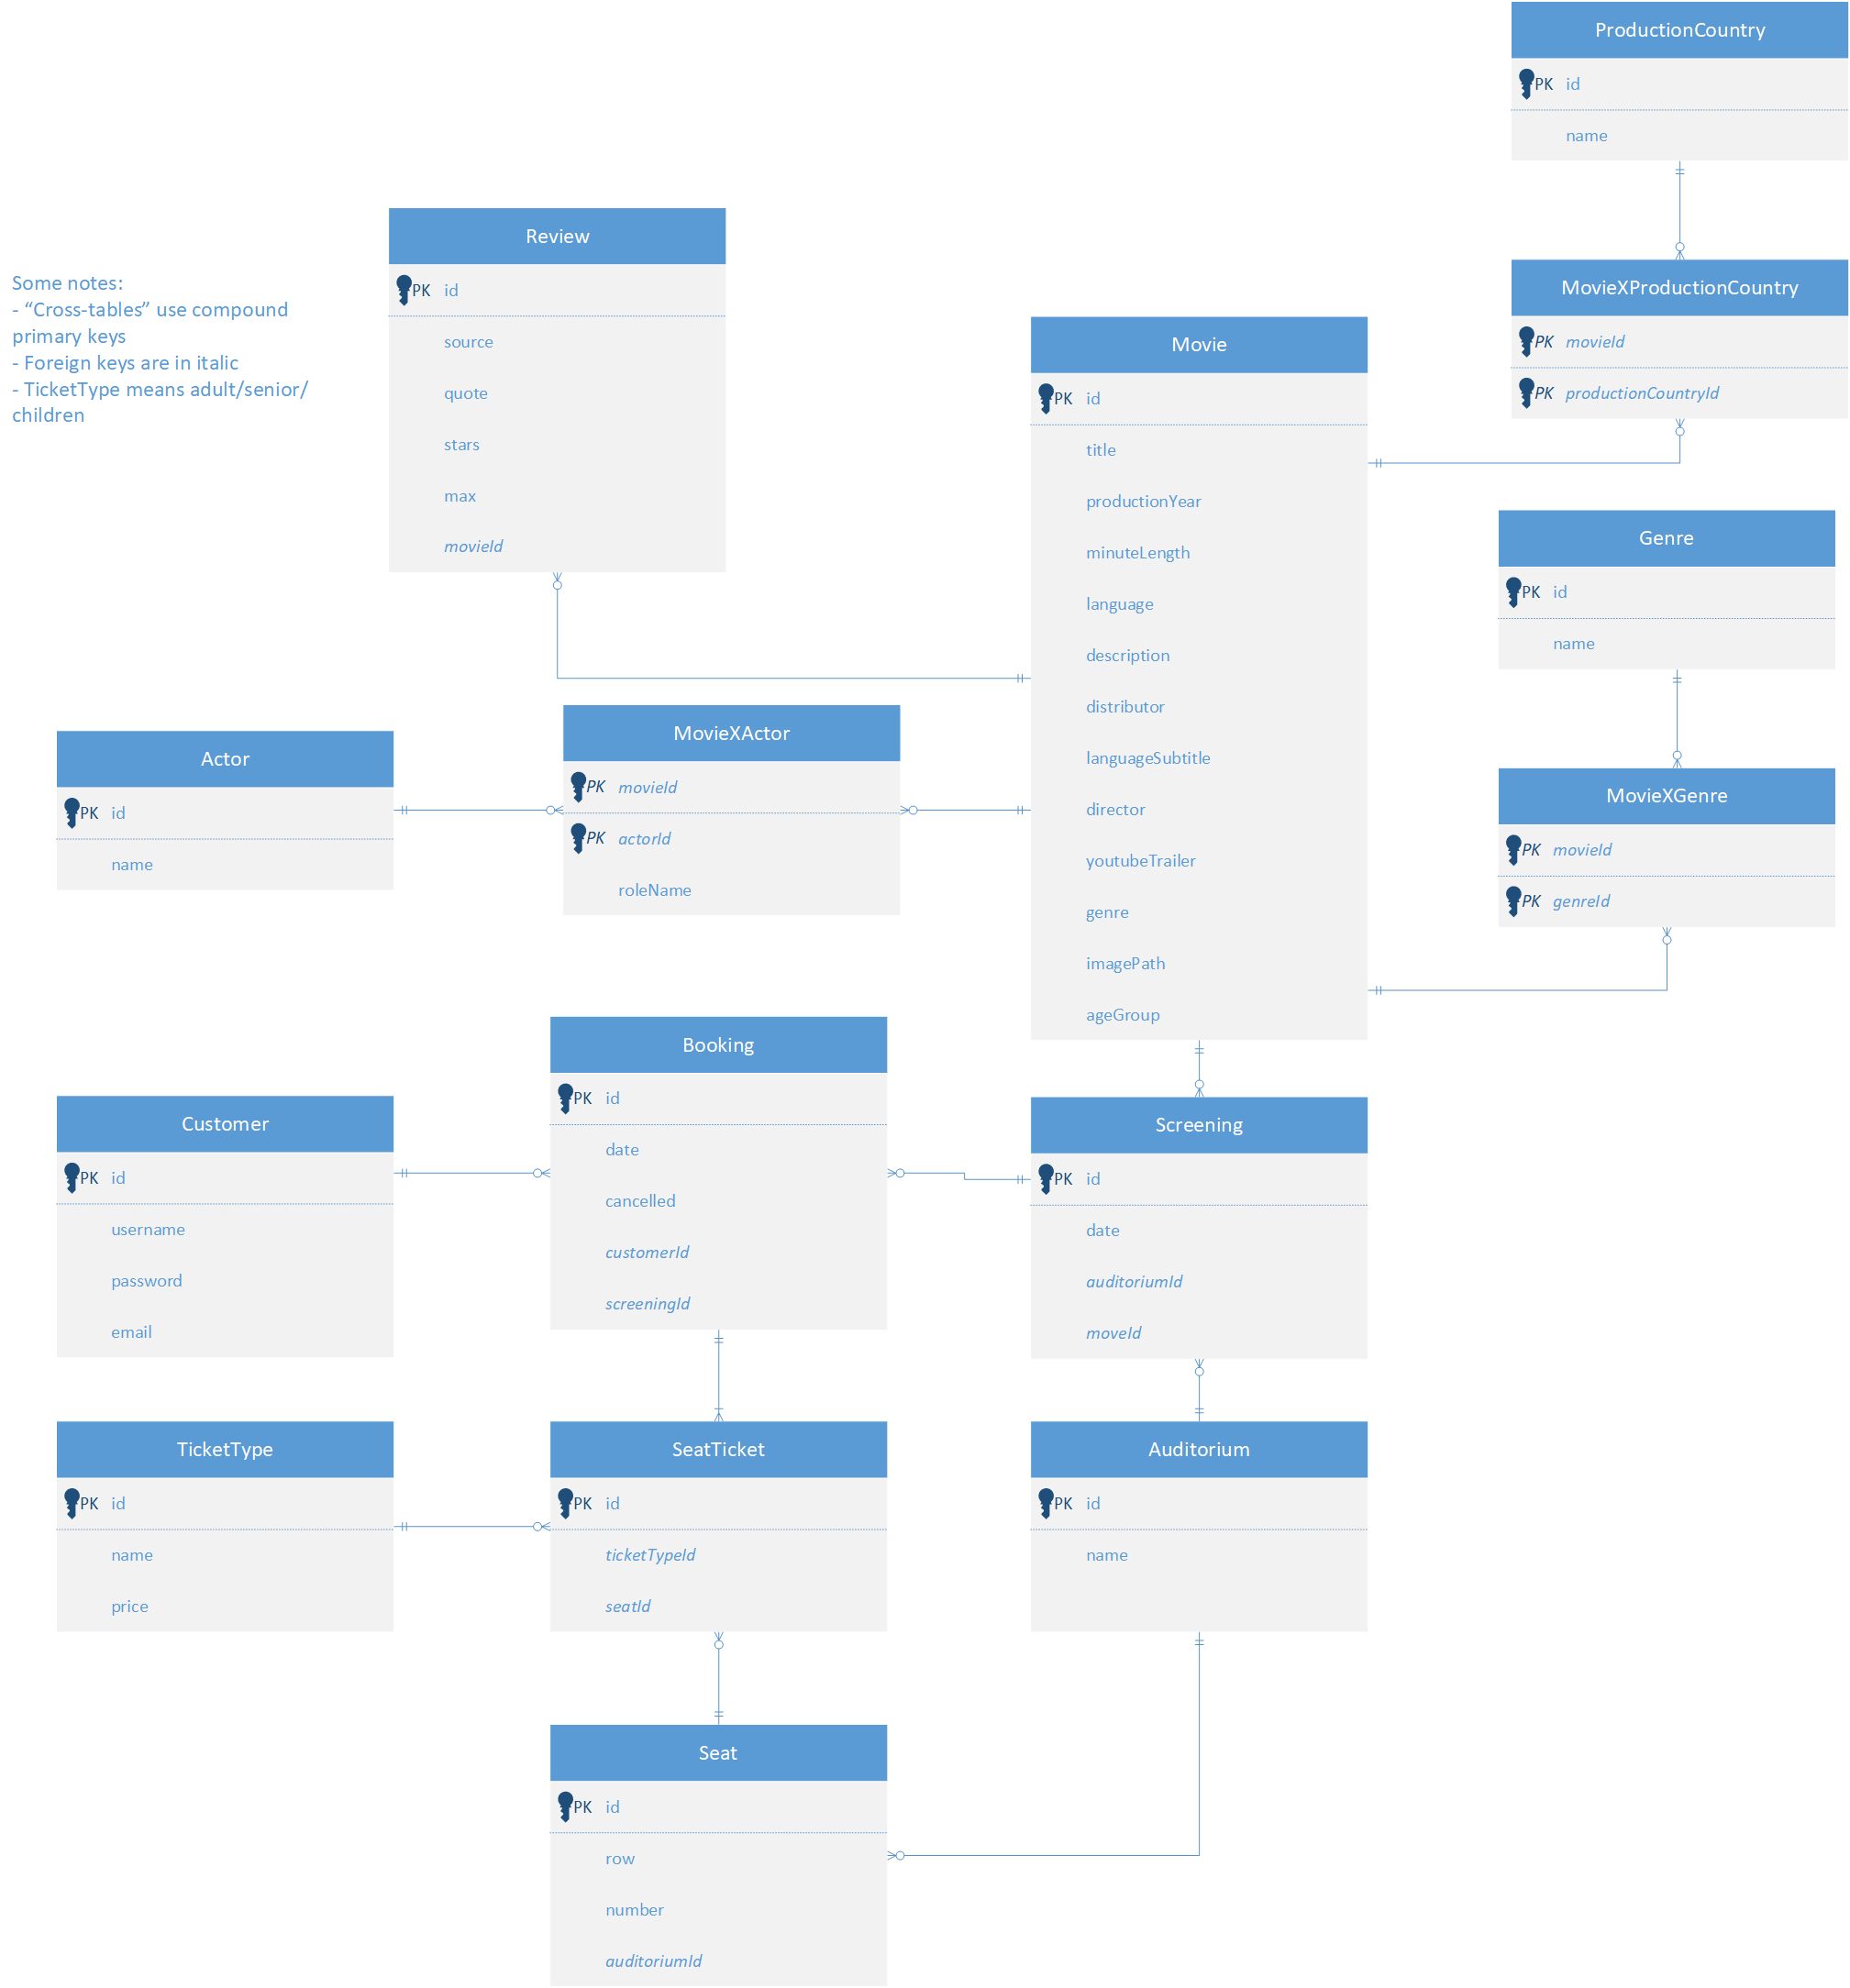 ProductionCountry
PK id
name
Review
PK id
source
quote
stars
max
movieId
Some notes:
- “Cross-tables” use compound
primary keys
- Foreign keys are in italic
- TicketType means adult/senior/
children
MovieXProductionCountry
PK movieId
PK productionCountryId
Movie
PK id
title
productionYear
minuteLength
language
description
distributor
languageSubtitle
director
youtubeTrailer
genre
imagePath
ageGroup
Genre
PK id
name
Actor
PK id
name
MovieXActor
PK movieId
PK actorId
roleName
MovieXGenre
PK movieId
PK genreId
Booking
PK id
date
cancelled
customerId
screeningId
Customer
PK id
username
password
email
Screening
PK id
date
auditoriumId
moveId
TicketType
PK id
name
price
SeatTicket
PK id
ticketTypeId
seatId
Auditorium
PK id
name
Seat
PK id
row
number
auditoriumId